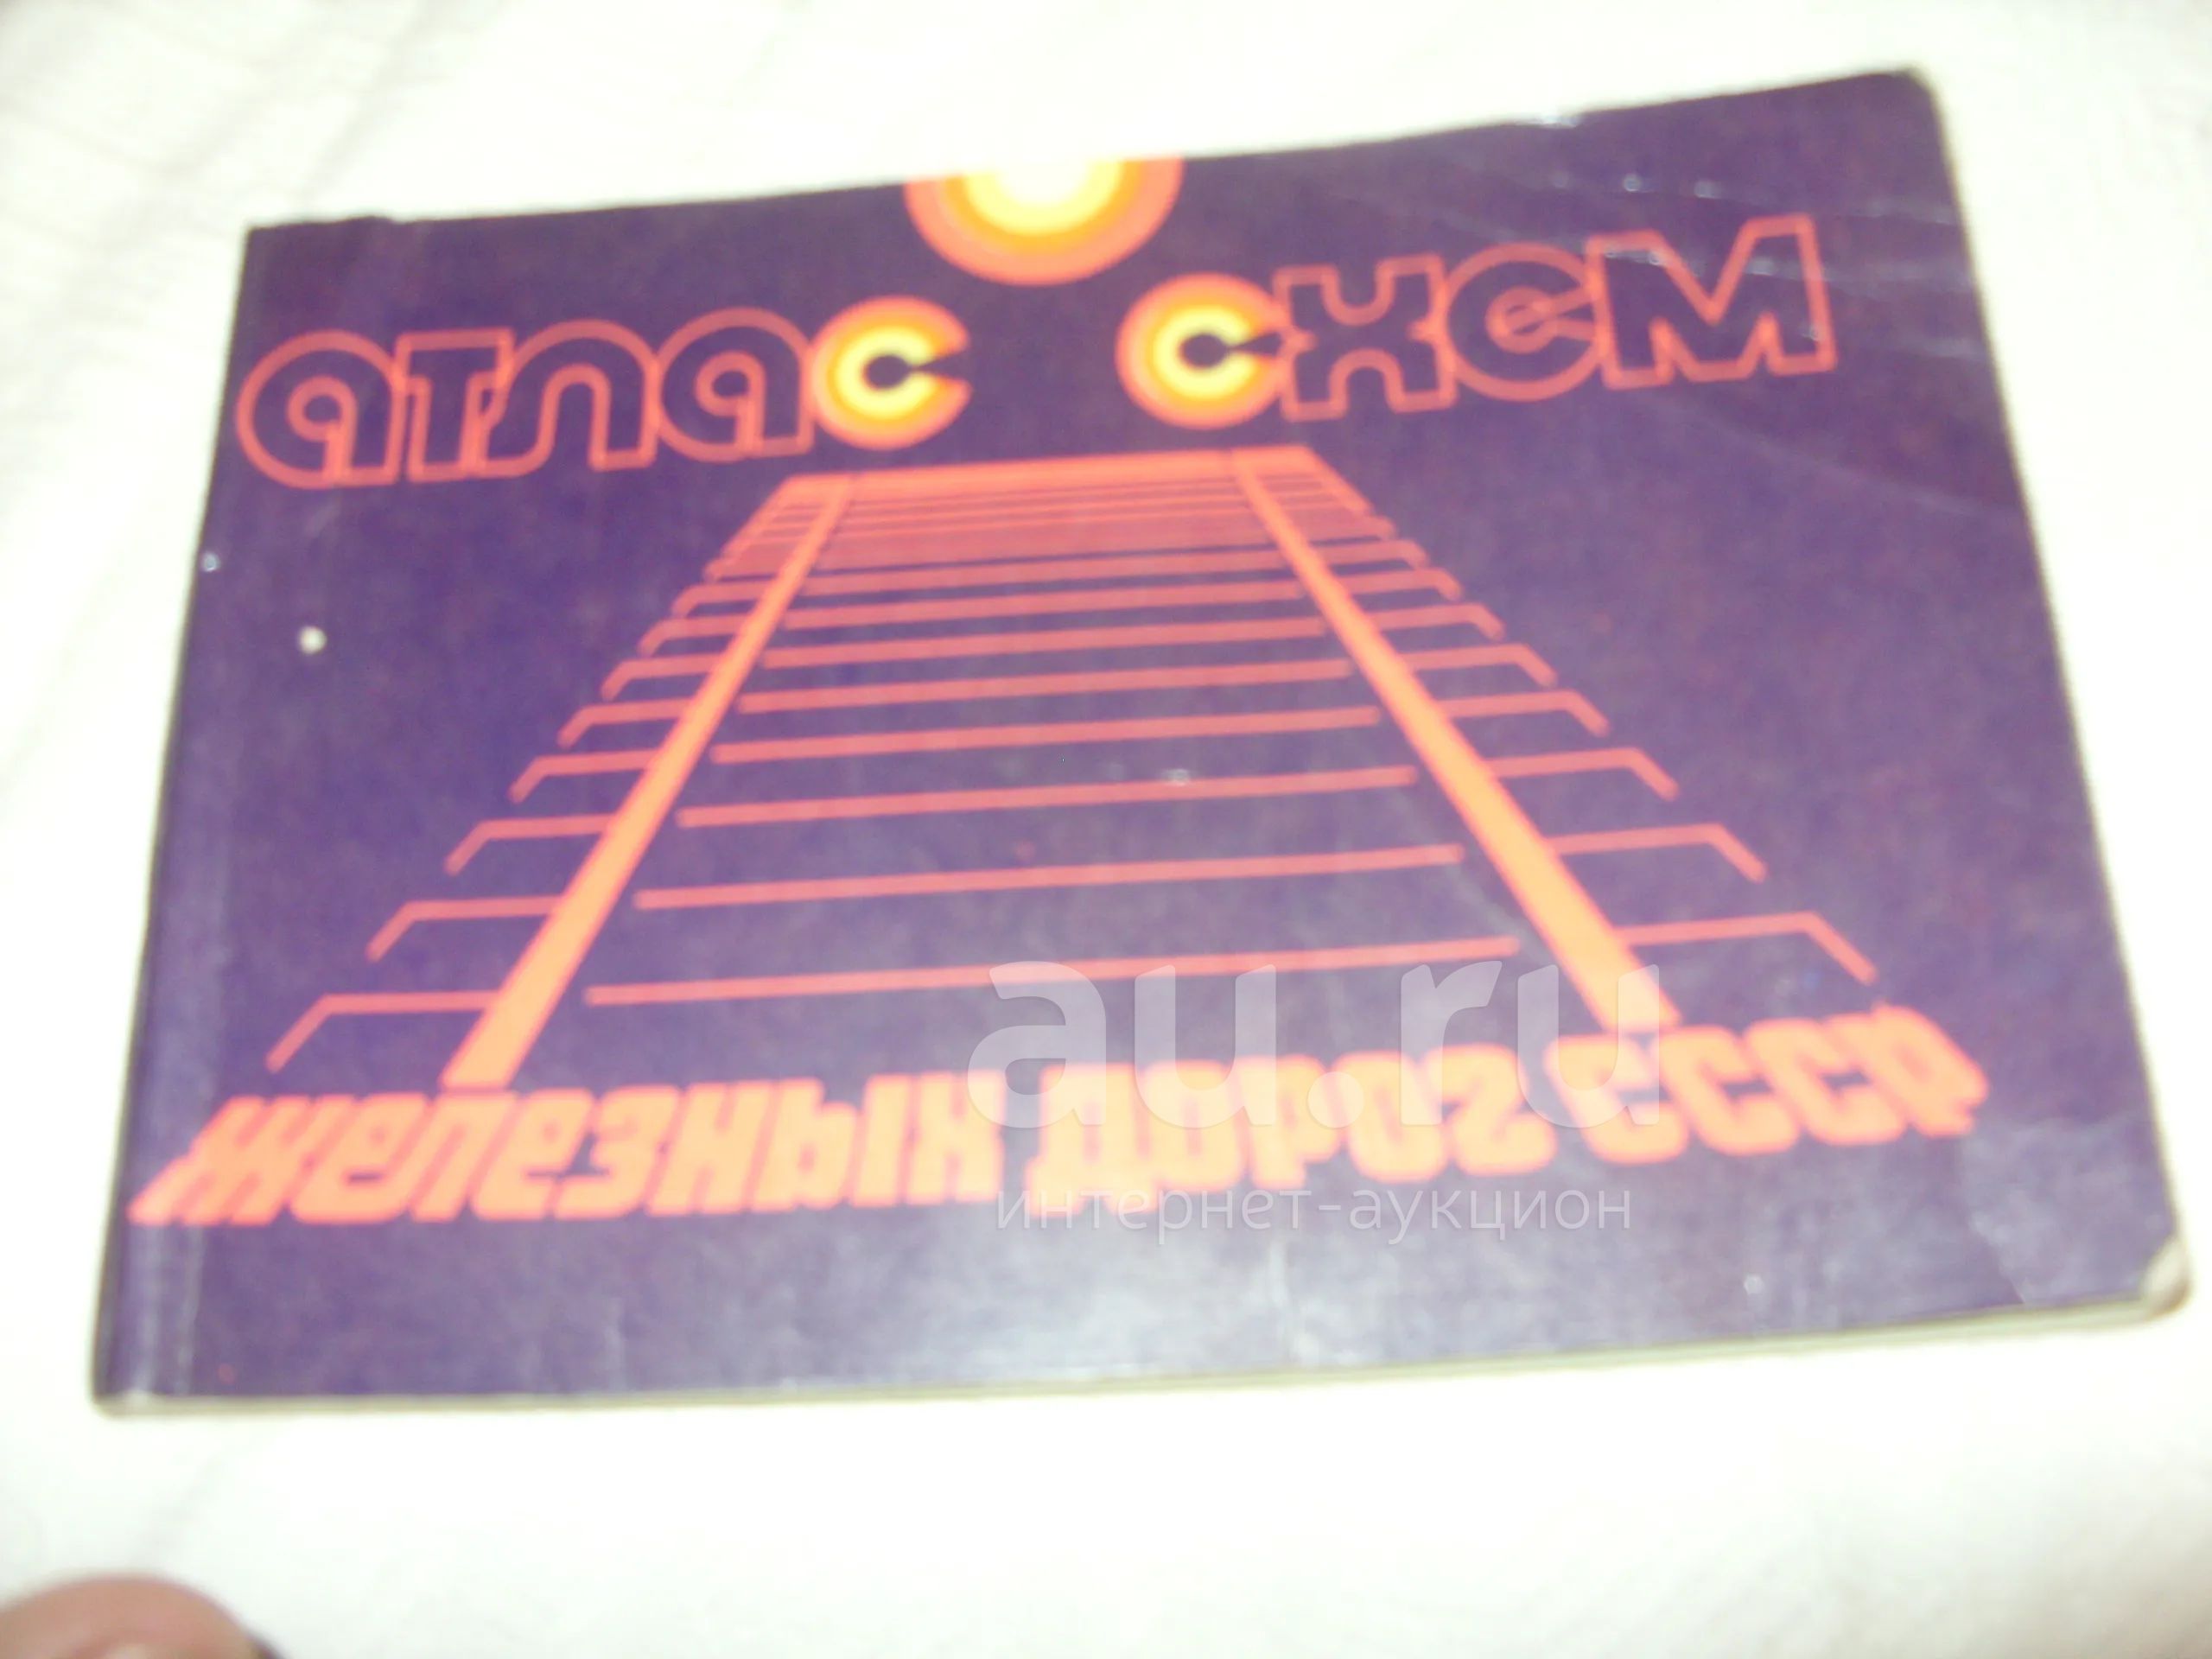 атлас схем
железных дорог ссср
au.ru
интернет-аукцион